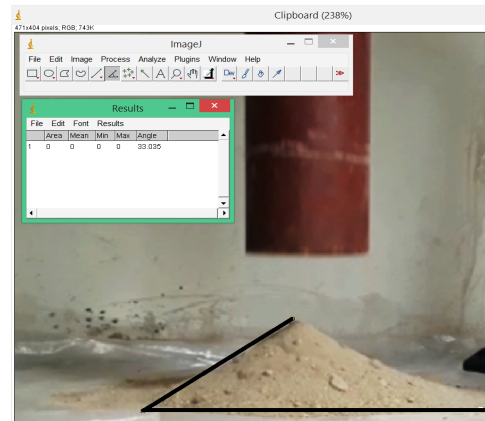 Clipboard (238%)
471x404 pixels; RGB; 743K
ImageJ
File Edit Image Process Analyze Plugins Window Help
Dev
Results
File Edit Font Results
Area Mean Min Max Angle
1 0 0 0 0 33.035